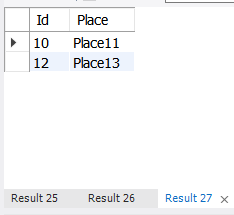 Id Place
10 Place11
12 Place13
Result 25 Result 26 Result 27 ×